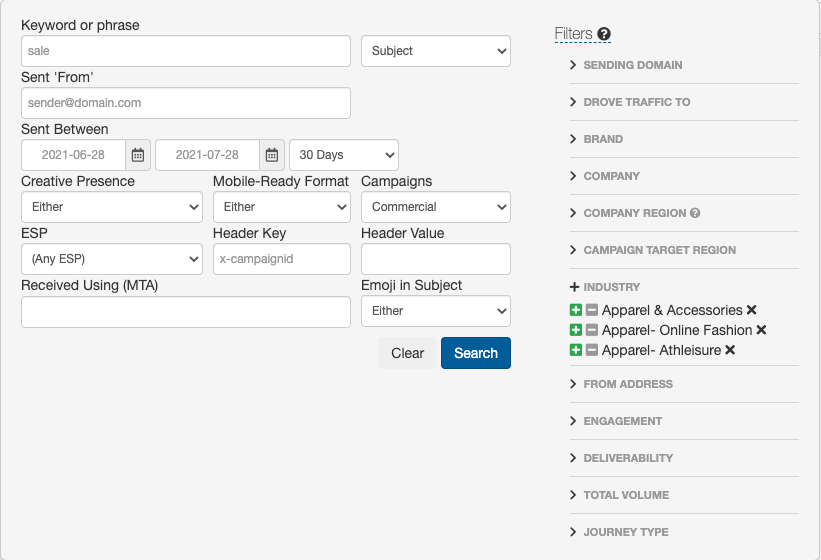 Keyword or phrase
sale
Subject
Sent 'From'
sender@domain.com
Sent Between
2021-06-28
2021-07-28
30 Days
Creative Presence
Mobile-Ready Format
Campaigns
Either
Either
Commercial
ESP
Header Key
Header Value
(Any ESP)
x-campaignid
Received Using (MTA)
Emoji in Subject
Either
Clear
Search
Filters ?
SENDING DOMAIN
DROVE TRAFFIC TO
BRAND
COMPANY
COMPANY REGION ?
CAMPAIGN TARGET REGION
INDUSTRY
Apparel & Accessories
Apparel- Online Fashion
Apparel- Athleisure
FROM ADDRESS
ENGAGEMENT
DELIVERABILITY
TOTAL VOLUME
JOURNEY TYPE